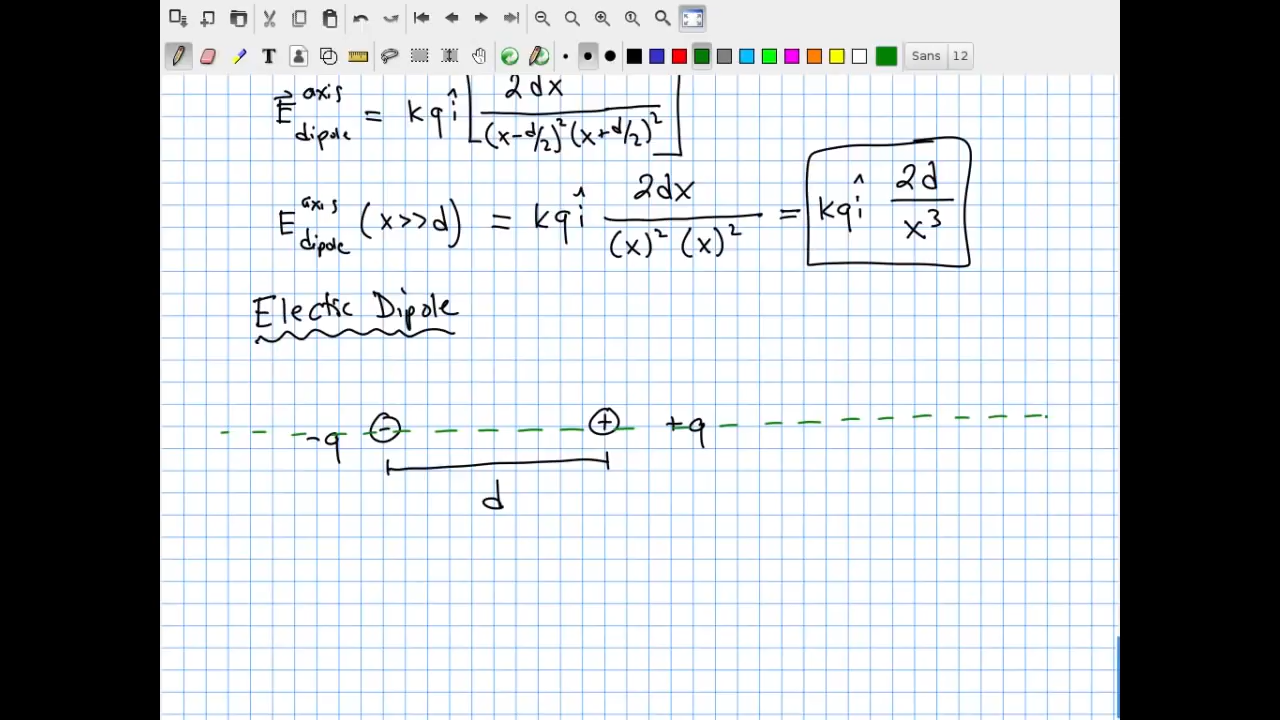 Sans 12
E⃗ axis dipole = kq î [ 2dx / (x-d/2)² (x+d/2)² ]
E axis dipole (x>>d) = kq î 2dx / (x)² (x)² = kq î 2d / x³
Electric Dipole
-q - + +q
d